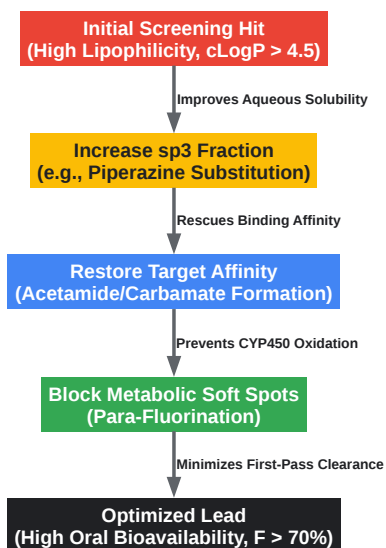 Initial Screening Hit
(High Lipophilicity, cLogP > 4.5)
Improves Aqueous Solubility
Increase sp3 Fraction
(e.g., Piperazine Substitution)
Rescues Binding Affinity
Restore Target Affinity
(Acetamide/Carbamate Formation)
Prevents CYP450 Oxidation
Block Metabolic Soft Spots
(Para-Fluorination)
Minimizes First-Pass Clearance
Optimized Lead
(High Oral Bioavailability, F > 70%)